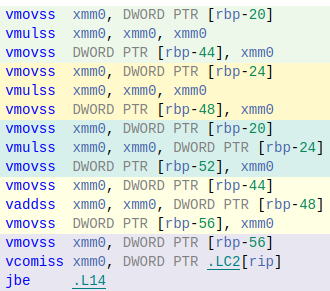 vmovss xmm0, DWORD PTR [rbp-20]
vmulss xmm0, xmm0, xmm0
vmovss DWORD PTR [rbp-44], xmm0
vmovss xmm0, DWORD PTR [rbp-24]
vmulss xmm0, xmm0, xmm0
vmovss DWORD PTR [rbp-48], xmm0
vmovss xmm0, DWORD PTR [rbp-20]
vmulss xmm0, xmm0, DWORD PTR [rbp-24]
vmovss DWORD PTR [rbp-52], xmm0
vmovss xmm0, DWORD PTR [rbp-44]
vaddss xmm0, xmm0, DWORD PTR [rbp-48]
vmovss DWORD PTR [rbp-56], xmm0
vmovss xmm0, DWORD PTR [rbp-56]
vcomiss xmm0, DWORD PTR .LC2[rip]
jbe .L14